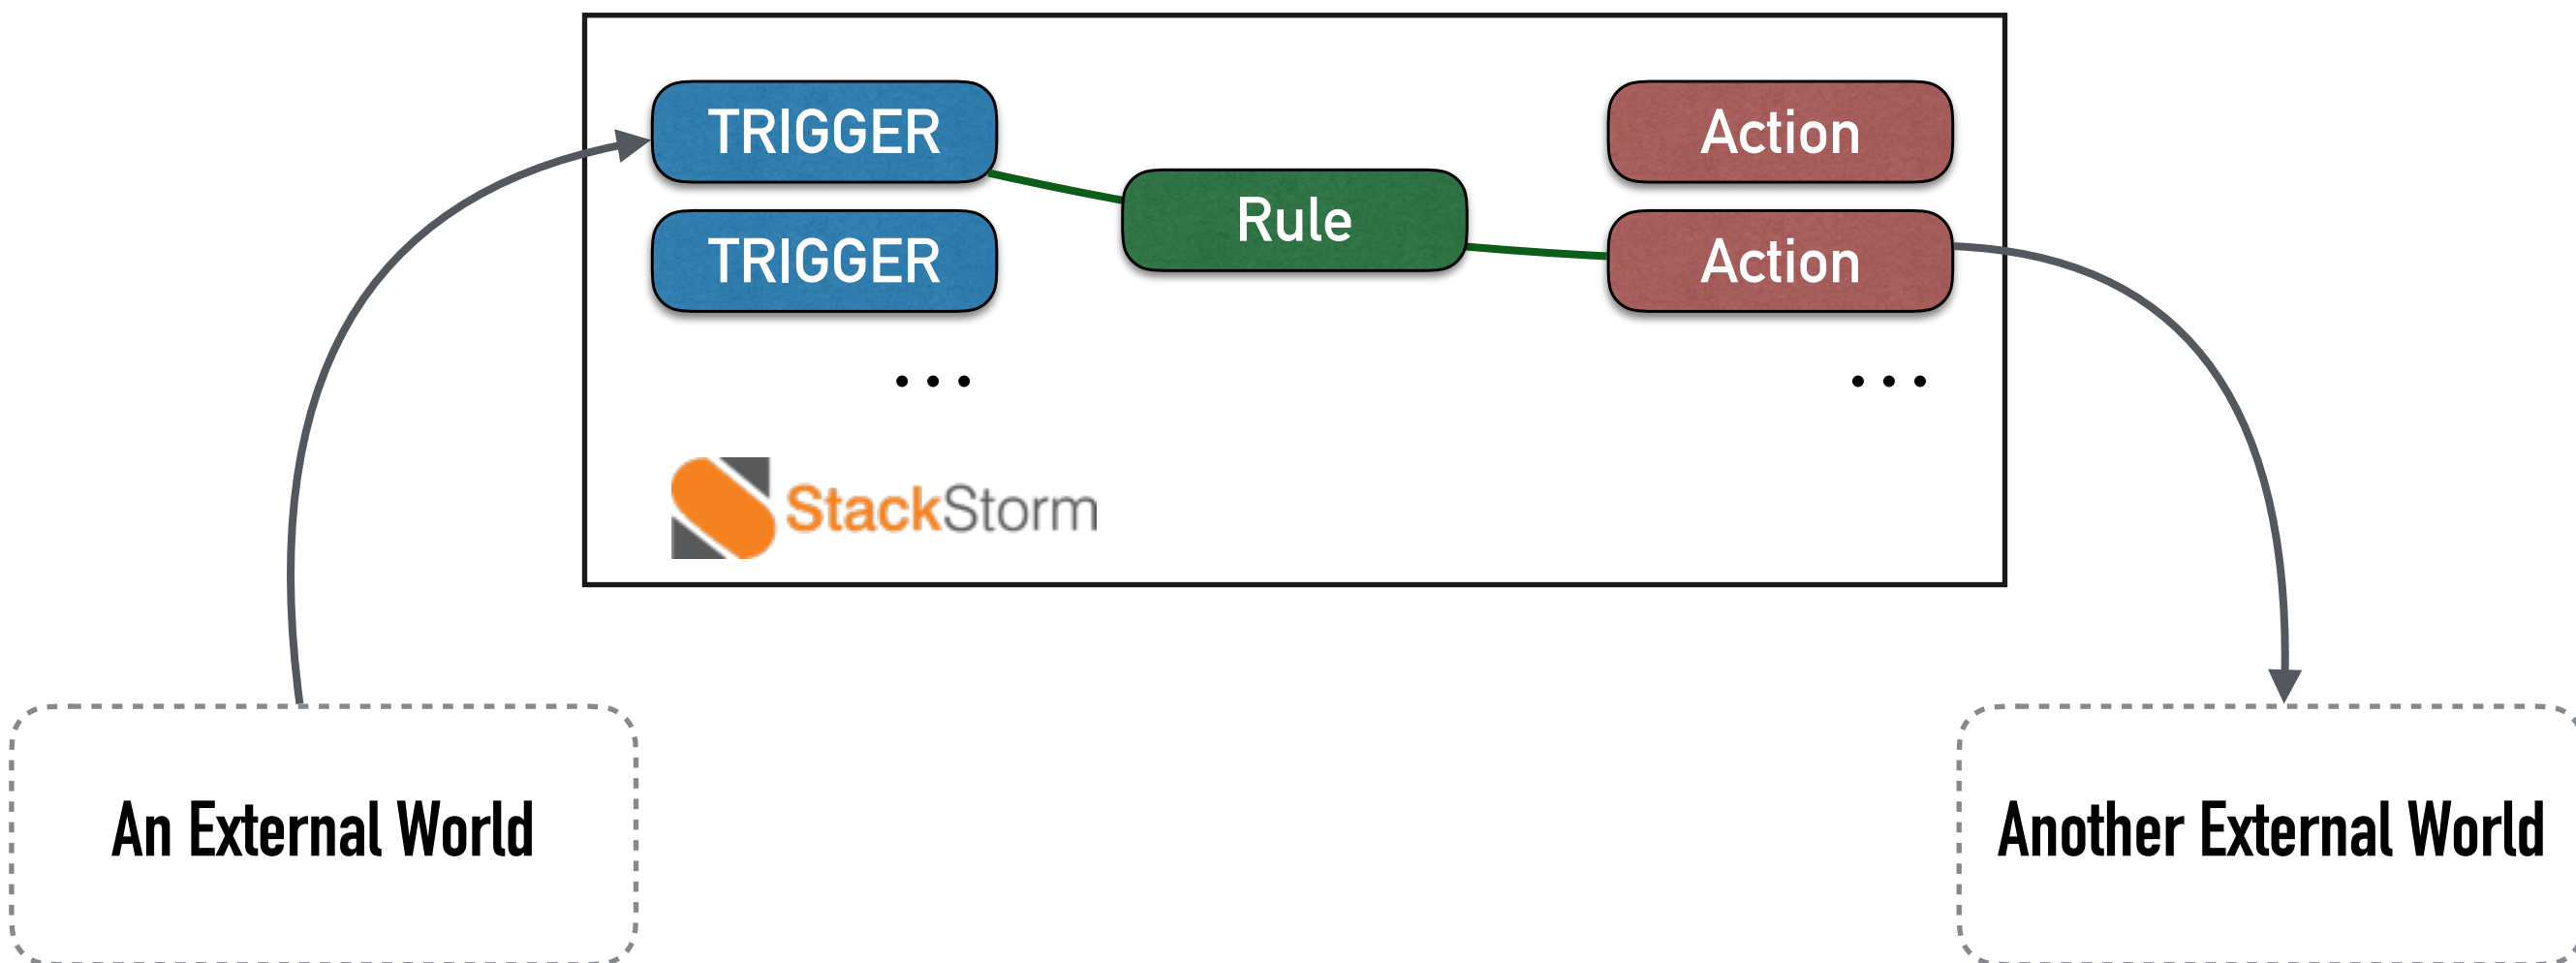 TRIGGER
TRIGGER
...
Rule
Action
Action
...
StackStorm
An External World
Another External World